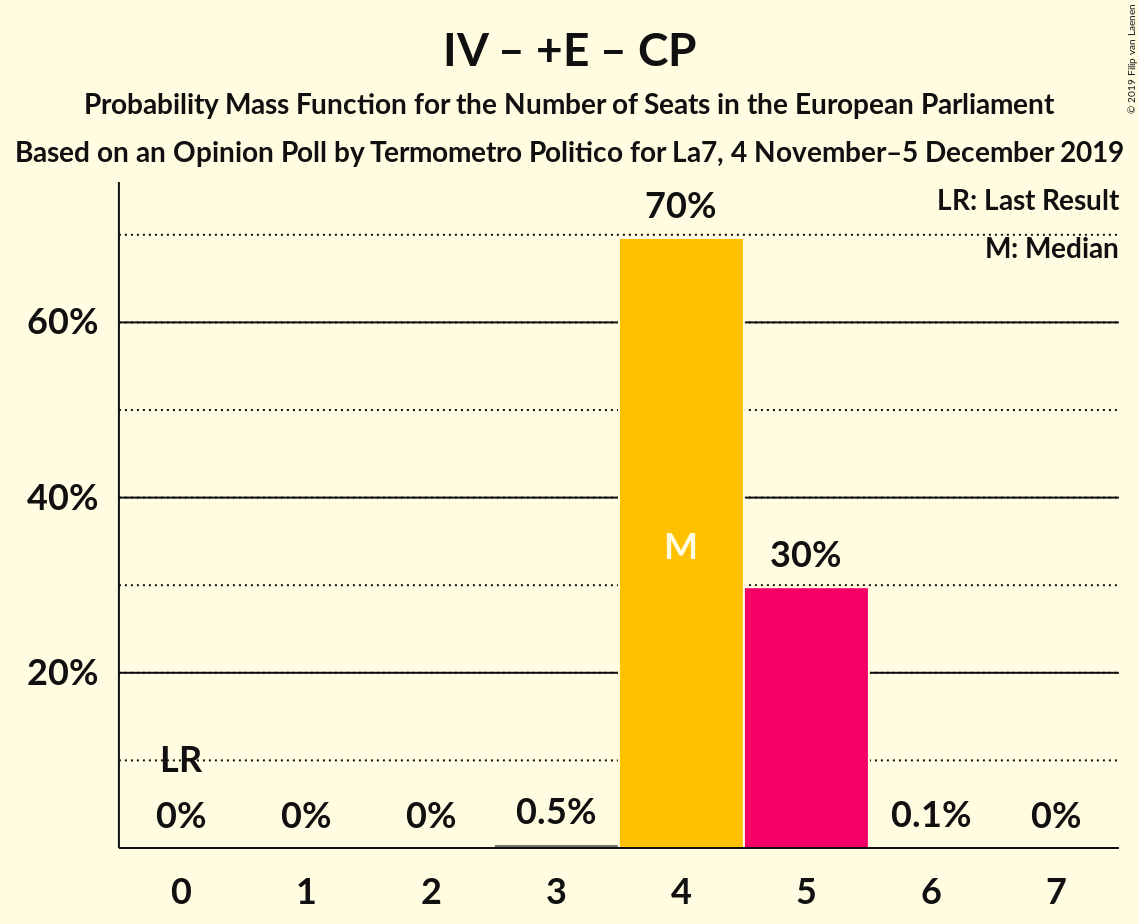 IV – +E – CP
Probability Mass Function for the Number of Seats in the European Parliament
Based on an Opinion Poll by Termometro Politico for La7, 4 November–5 December 2019
© 2019 Filip van Laenen
LR: Last Result
M: Median
60%
40%
20%
LR
0%
0%
0%
0.5%
70%
M
30%
0.1%
0%
0 1 2 3 4 5 6 7